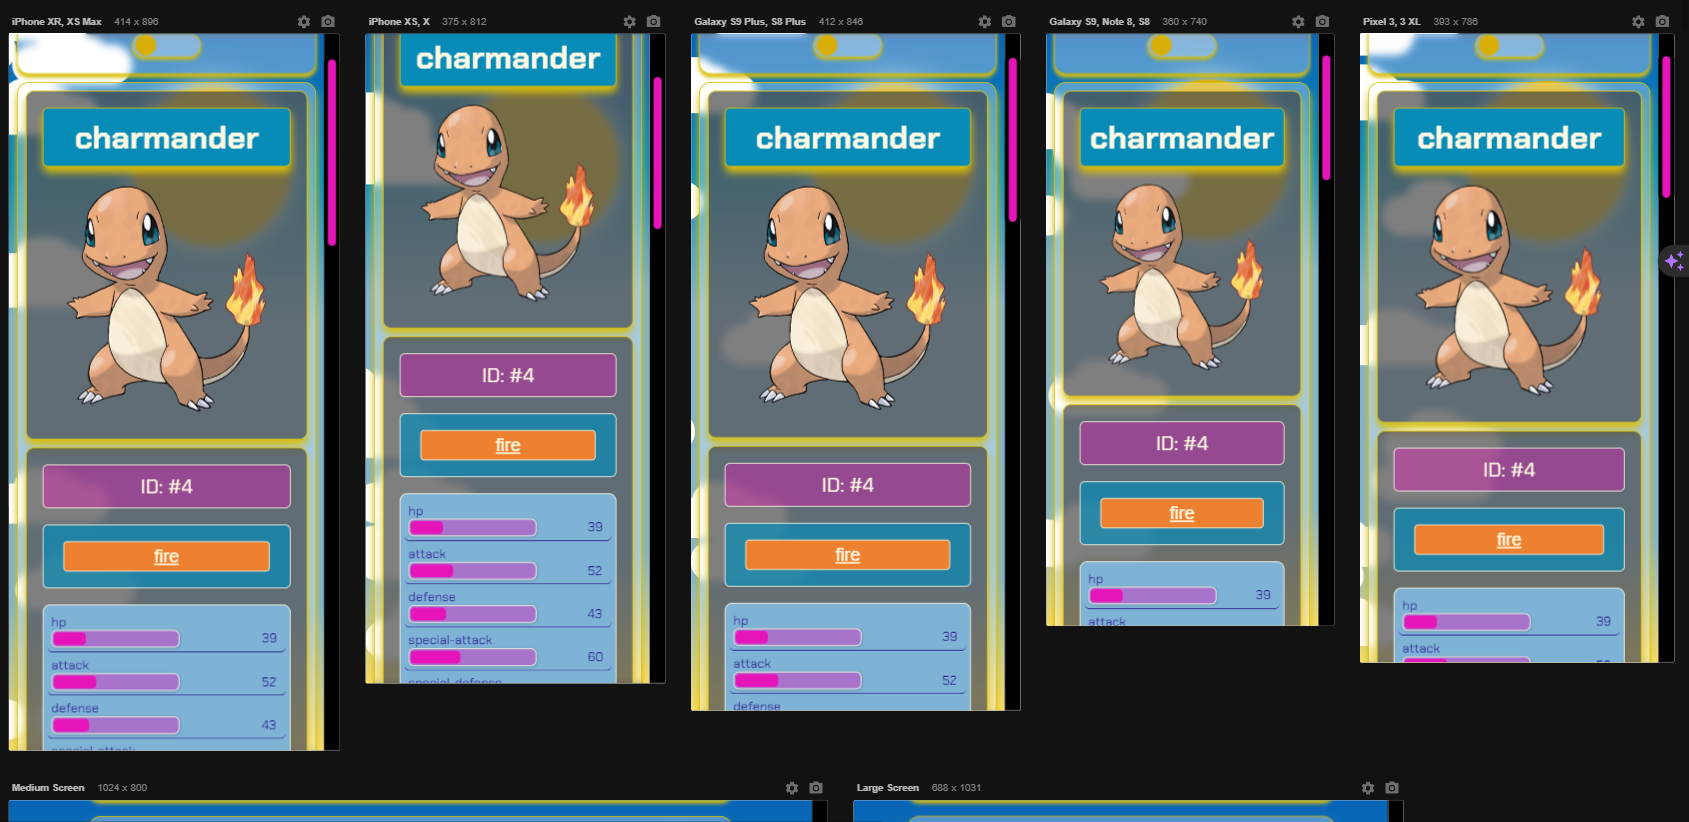 iPhone XR, XS Max 414 x 896
charmander
ID: #4
fire
hp
39
attack
52
defense
43
special-attack
iPhone XS, X 375 x 812
charmander
ID: #4
fire
hp
39
attack
52
defense
43
special-attack
60
special-defense
Galaxy S9 Plus, S8 Plus 412 x 846
charmander
ID: #4
fire
hp
39
attack
52
defense
Galaxy S9, Note 8, S8 360 x 740
charmander
ID: #4
fire
hp
39
attack
Pixel 3, 3 XL 393 x 786
charmander
ID: #4
fire
hp
39
attack
52
Medium Screen 1024 x 800
Large Screen 688 x 1031